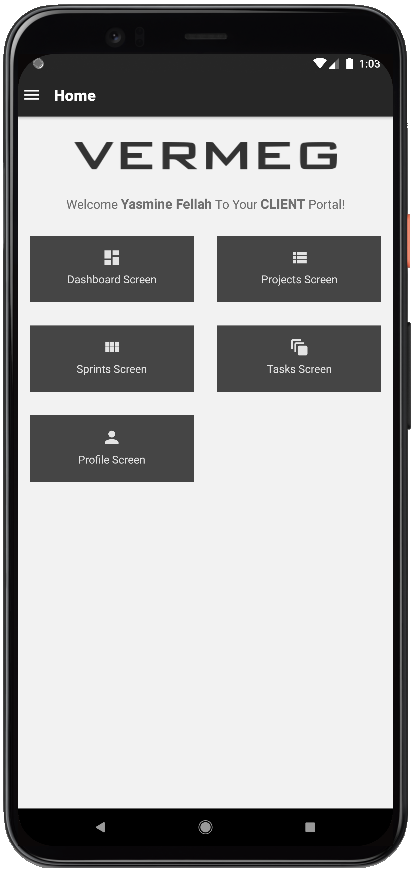 1:03
Home
VERMEG
Welcome Yasmine Fellah To Your CLIENT Portal!
Dashboard Screen
Projects Screen
Sprints Screen
Tasks Screen
Profile Screen